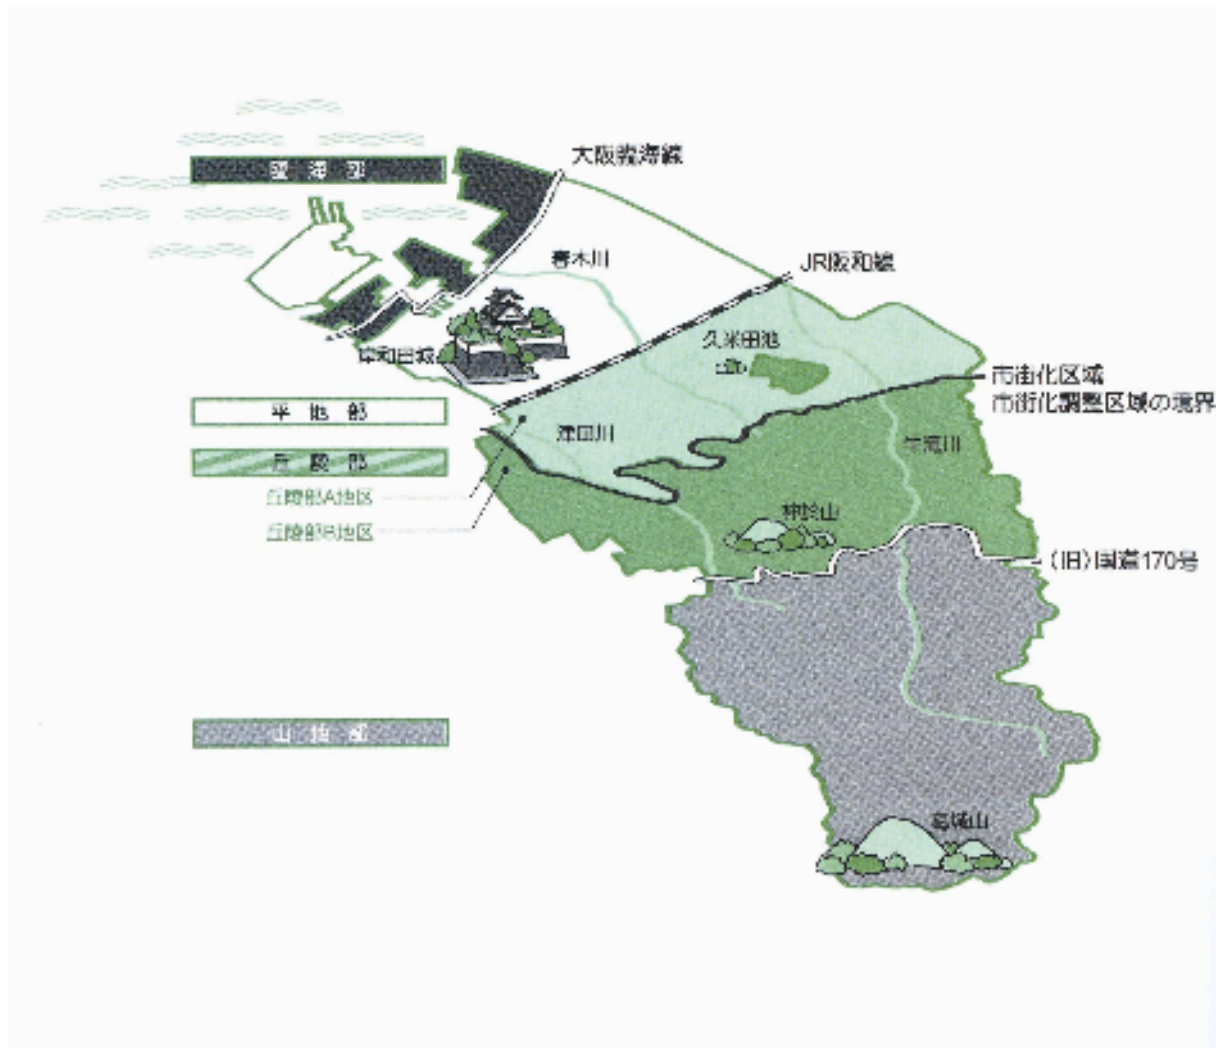 大阪臨海線
臨海部
春木川
JR阪和線
久米田池
岸和田城
市街化区域
市街化調整区域の境界
平地部
津田川
牛滝川
丘陵部
丘陵部A地区
丘陵部B地区
神於山
(旧)国道170号
山地部
葛城山